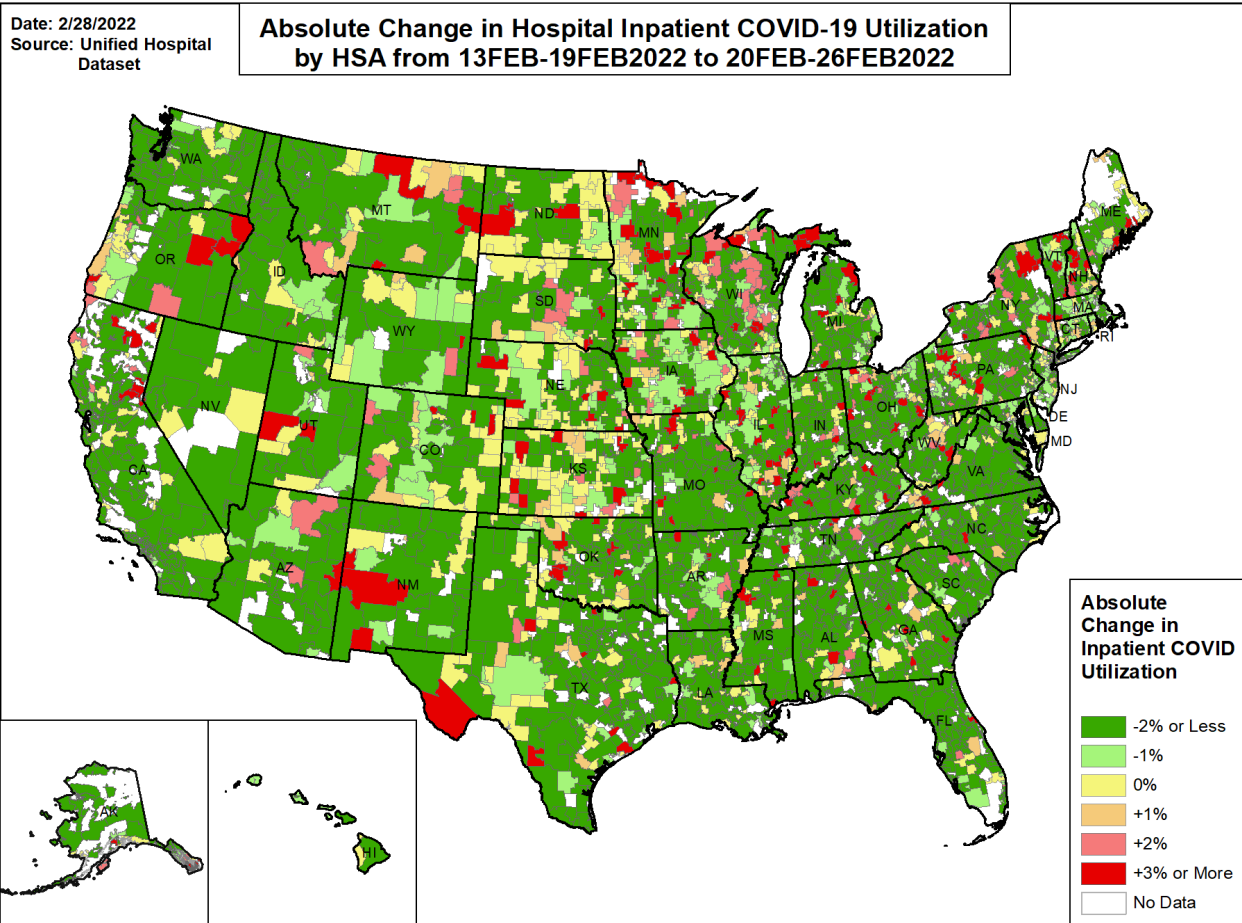 Date: 2/28/2022
Source: Unified Hospital
Dataset
Absolute Change in Hospital Inpatient COVID-19 Utilization
by HSA from 13FEB-19FEB2022 to 20FEB-26FEB2022
WA
MT
ND
MN
ME
OR
ID
SD
WI
MI
VT
NH
NY
MA
CT
RI
WY
IA
NE
PA
NJ
NV
UT
CO
IL
IN
OH
DE
MD
WV
VA
CA
KS
MO
KY
NC
TN
AZ
NM
OK
AR
SC
MS
AL
GA
TX
LA
FL
AK
HI
Absolute
Change in
Inpatient COVID
Utilization
-2% or Less
-1%
0%
+1%
+2%
+3% or More
No Data